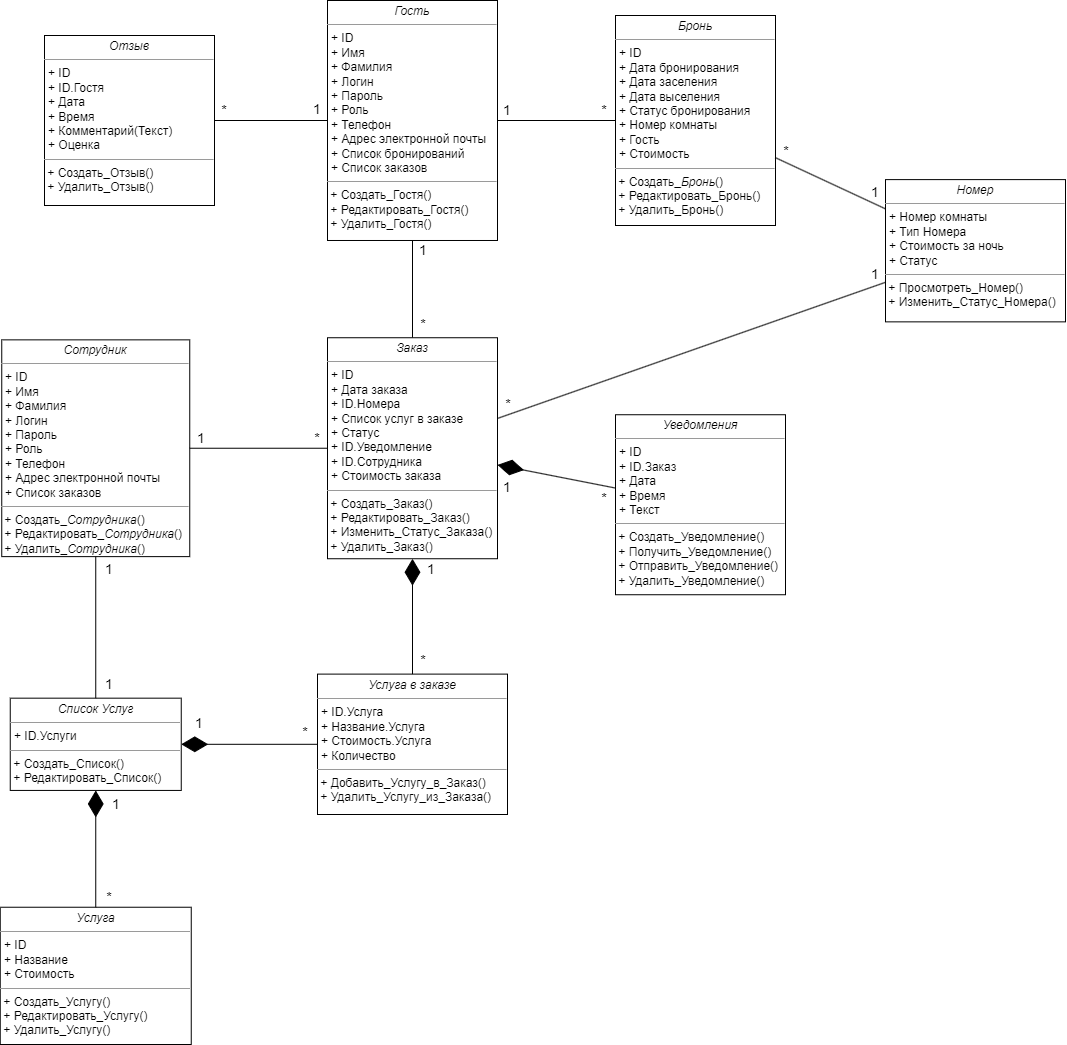 Гость
+ ID
+ Имя
+ Фамилия
+ Логин
+ Пароль
+ Роль
+ Телефон
+ Адрес электронной почты
+ Список бронирований
+ Список заказов
+ Создать_Гостя()
+ Редактировать_Гостя()
+ Удалить_Гостя()
Отзыв
+ ID
+ ID.Гостя
+ Дата
+ Время
+ Комментарий(Текст)
+ Оценка
+ Создать_Отзыв()
+ Удалить_Отзыв()
* 1
1 *
Бронь
+ ID
+ Дата бронирования
+ Дата заселения
+ Дата выселения
+ Статус бронирования
+ Номер комнаты
+ Гость
+ Стоимость
+ Создать_Бронь()
+ Редактировать_Бронь()
+ Удалить_Бронь()
*
1
Номер
+ Номер комнаты
+ Тип Номера
+ Стоимость за ночь
+ Статус
+ Просмотреть_Номер()
+ Изменить_Статус_Номера()
1
*
1
*
Сотрудник
+ ID
+ Имя
+ Фамилия
+ Логин
+ Пароль
+ Роль
+ Телефон
+ Адрес электронной почты
+ Список заказов
+ Создать_Сотрудника()
+ Редактировать_Сотрудника()
+ Удалить_Сотрудника()
1 *
Заказ
+ ID
+ Дата заказа
+ ID.Номера
+ Список услуг в заказе
+ Статус
+ ID.Уведомление
+ ID.Сотрудника
+ Стоимость заказа
+ Создать_Заказ()
+ Редактировать_Заказ()
+ Изменить_Статус_Заказа()
+ Удалить_Заказ()
1 *
Уведомления
+ ID
+ ID.Заказ
+ Дата
+ Время
+ Текст
+ Создать_Уведомление()
+ Получить_Уведомление()
+ Отправить_Уведомление()
+ Удалить_Уведомление()
1
*
1
1
Список Услуг
+ ID.Услуги
+ Создать_Список()
+ Редактировать_Список()
1 *
Услуга в заказе
+ ID.Услуга
+ Название.Услуга
+ Стоимость.Услуга
+ Количество
+ Добавить_Услугу_в_Заказ()
+ Удалить_Услугу_из_Заказа()
1
*
Услуга
+ ID
+ Название
+ Стоимость
+ Создать_Услугу()
+ Редактировать_Услугу()
+ Удалить_Услугу()